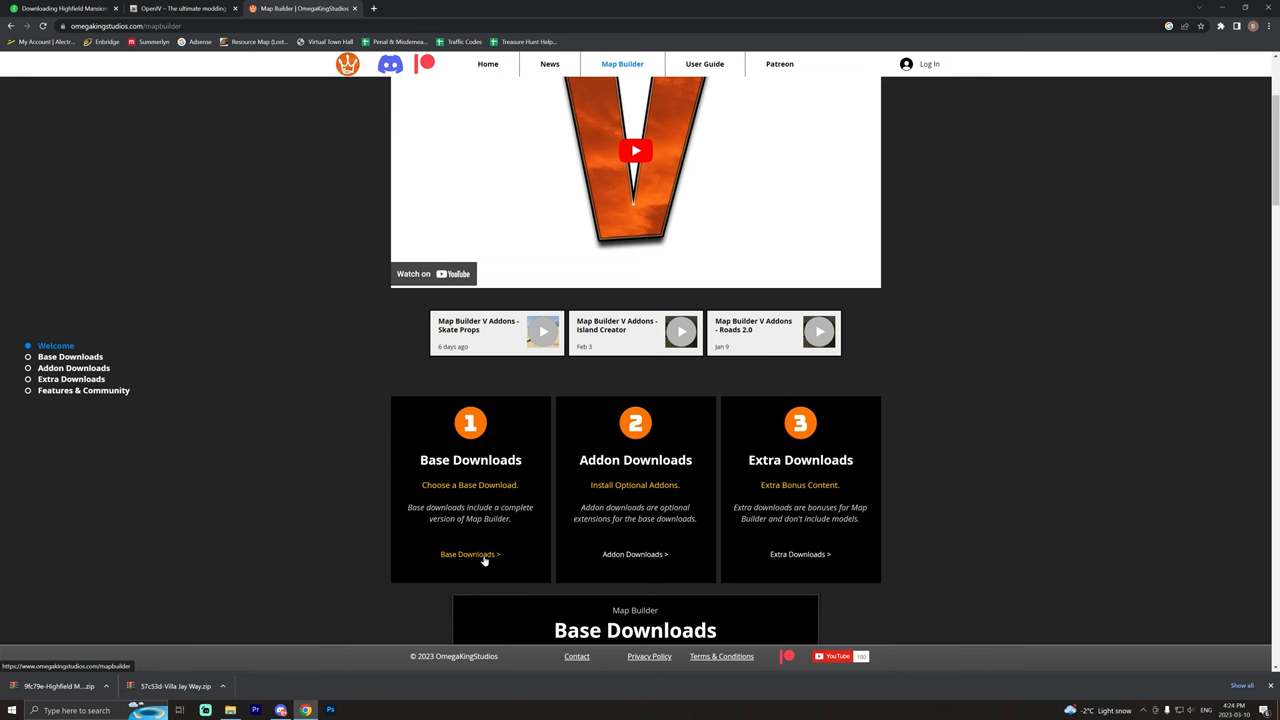 Downloading Highfield Mansion
OpenIV – The ultimate modding
Map Builder | OmegaKingStudios
omegakingstudios.com/mapbuilder
My Account | Alectr...
Enbridge
Summerlyn
Adsense
Resource Map (Lost...
Virtual Town Hall
Penal & Misdemea...
Traffic Codes
Treasure Hunt Help...
Home
News
Map Builder
User Guide
Patreon
Log In
Watch on YouTube
Map Builder V Addons -
Skate Props
6 days ago
Map Builder V Addons -
Island Creator
Feb 3
Map Builder V Addons
- Roads 2.0
Jan 9
Welcome
Base Downloads
Addon Downloads
Extra Downloads
Features & Community
1
Base Downloads
Choose a Base Download.
Base downloads include a complete
version of Map Builder.
Base Downloads >
2
Addon Downloads
Install Optional Addons.
Addon downloads are optional
extensions for the base downloads.
Addon Downloads >
3
Extra Downloads
Extra Bonus Content.
Extra downloads are bonuses for Map
Builder and don't include models.
Extra Downloads >
Map Builder
Base Downloads
© 2023 OmegaKingStudios
Contact
Privacy Policy
Terms & Conditions
YouTube
180
https://www.omegakingstudios.com/mapbuilder
9fc79e-Highfield M....zip
57c53d-Villa Jay Way.zip
Show all
Type here to search
-2°C Light snow
ENG
4:24 PM
2023-03-10